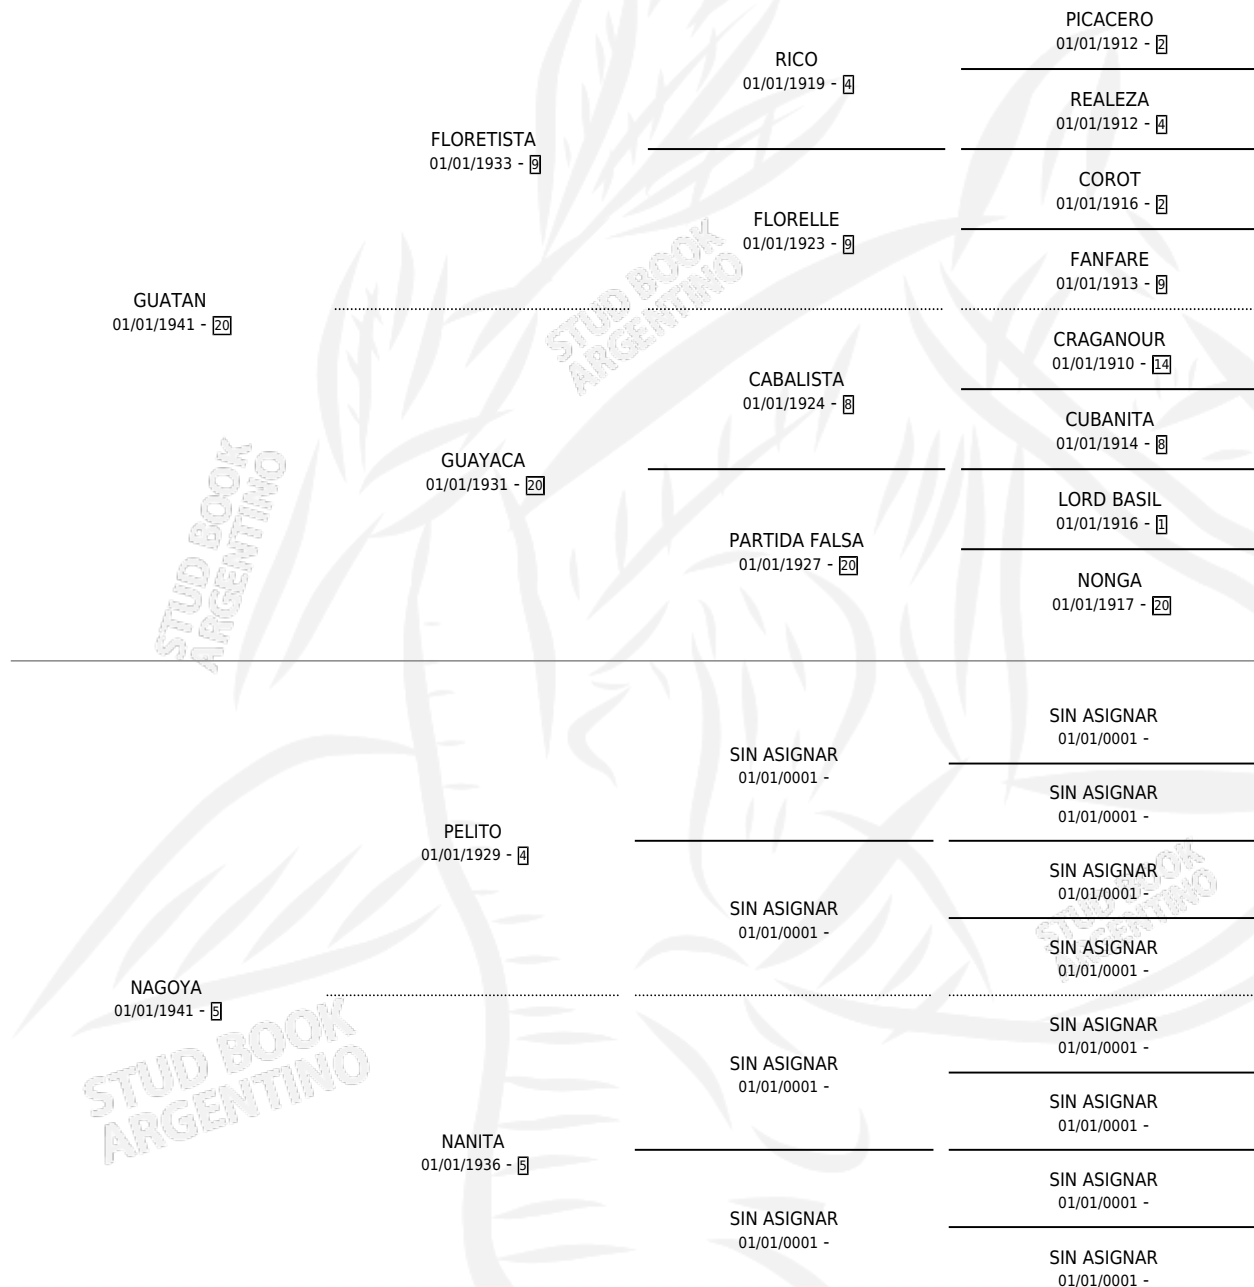 PICACERO
01/01/1912 - 2
RICO
01/01/1919 - 4
REALEZA
01/01/1912 - 4
FLORETISTA
01/01/1933 - 9
COROT
01/01/1916 - 2
FLORELLE
01/01/1923 - 9
FANFARE
01/01/1913 - 9
GUATAN
01/01/1941 - 20
CRAGANOUR
01/01/1910 - 14
CABALISTA
01/01/1924 - 8
CUBANITA
01/01/1914 - 8
GUAYACA
01/01/1931 - 20
LORD BASIL
01/01/1916 - 1
PARTIDA FALSA
01/01/1927 - 20
NONGA
01/01/1917 - 20
SIN ASIGNAR
01/01/0001 -
SIN ASIGNAR
01/01/0001 -
SIN ASIGNAR
01/01/0001 -
PELITO
01/01/1929 - 4
SIN ASIGNAR
01/01/0001 -
SIN ASIGNAR
01/01/0001 -
SIN ASIGNAR
01/01/0001 -
NAGOYA
01/01/1941 - 5
SIN ASIGNAR
01/01/0001 -
SIN ASIGNAR
01/01/0001 -
SIN ASIGNAR
01/01/0001 -
NANITA
01/01/1936 - 5
SIN ASIGNAR
01/01/0001 -
SIN ASIGNAR
01/01/0001 -
SIN ASIGNAR
01/01/0001 -
STUD BOOK
ARGENTINO
STUD BOOK
ARGENTINO
STUD BOOK
ARGENTINO
STUD BOOK
ARGENTINO